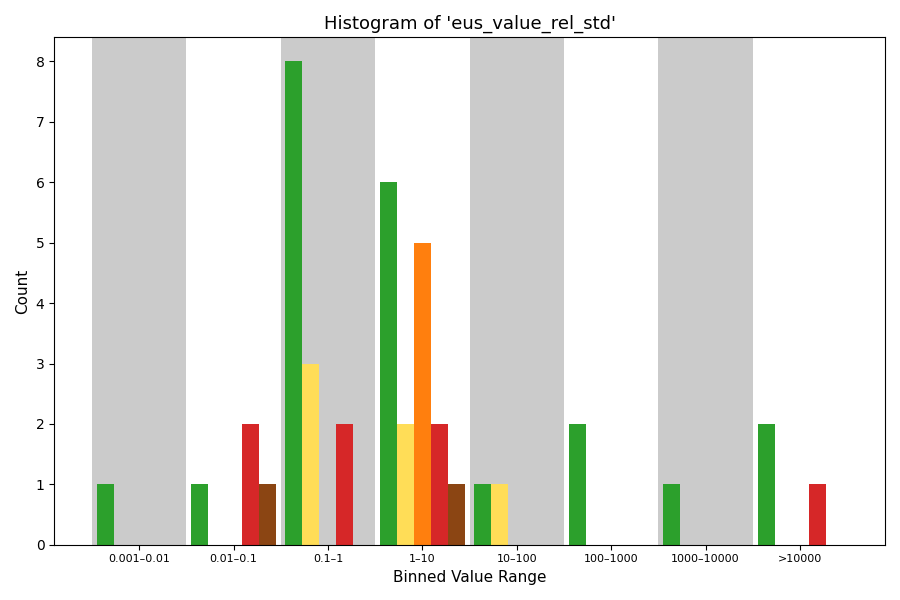 Histogram of 'eus_value_rel_std'
Count
8
7
6
5
4
3
2
1
0
0.001–0.01 0.01–0.1 0.1–1 1–10 10–100 100–1000 1000–10000 >10000
Binned Value Range